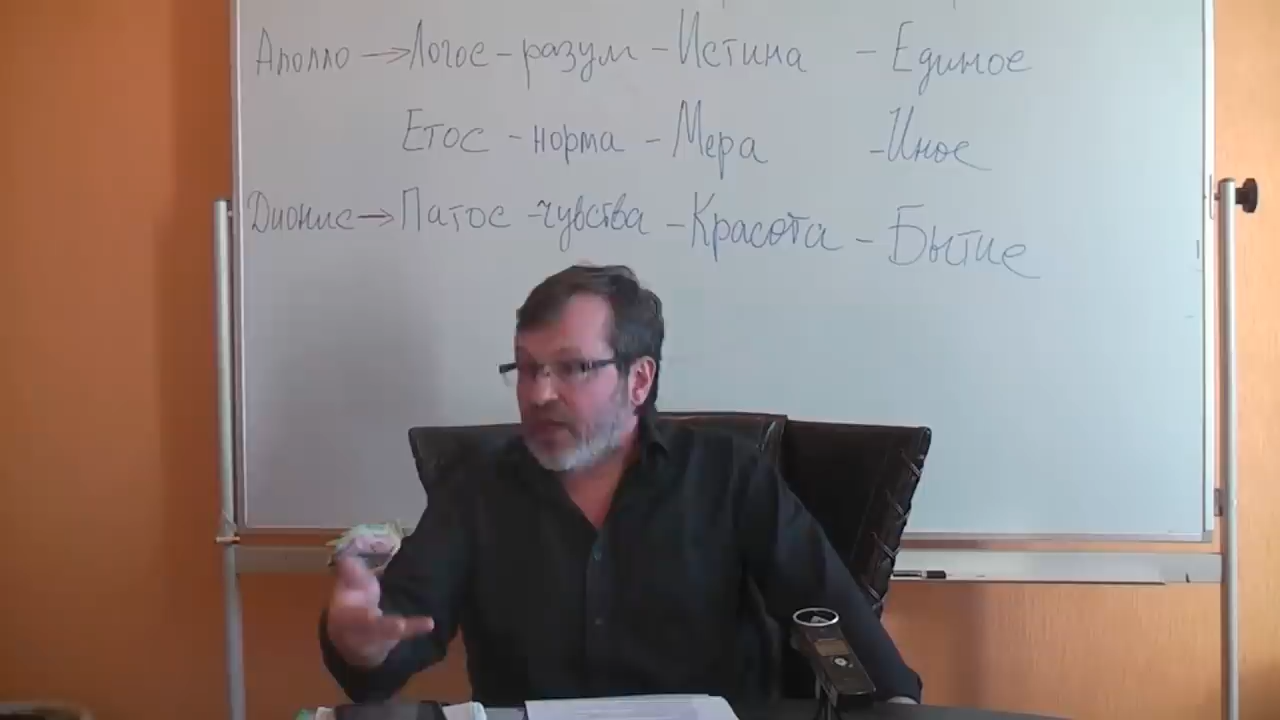 Аполло → Логос - разум - Истина - Единое
Етос - норма - Мера - Иное
Дионис → Патос - чувства - Красота - Бытие